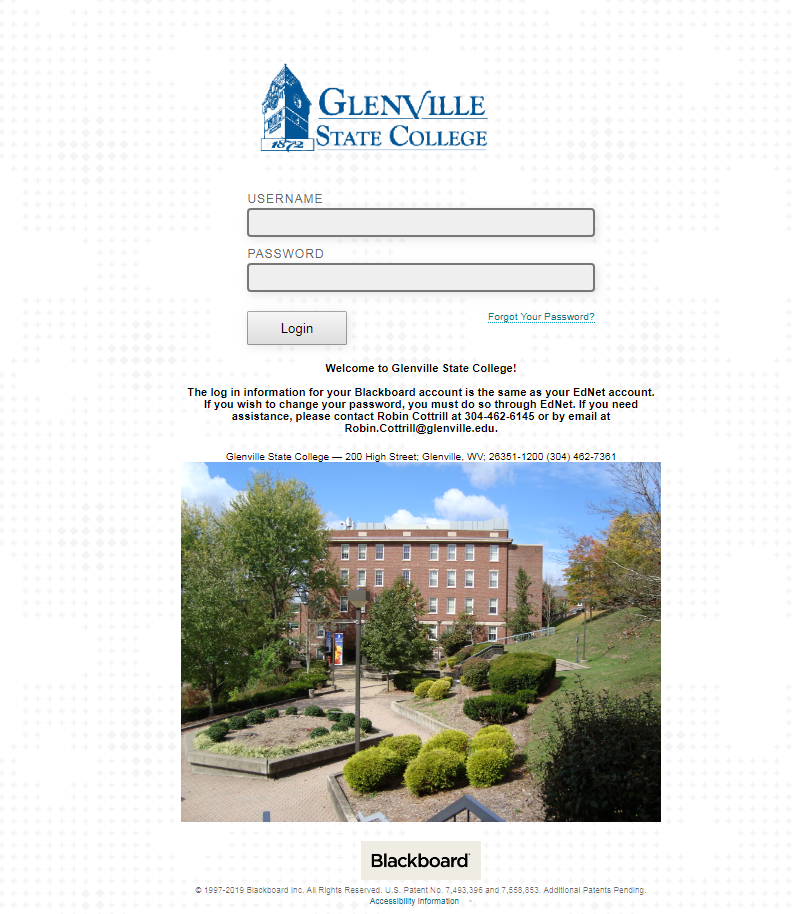 GLENVILLE
STATE COLLEGE
1872
USERNAME
PASSWORD
Login
Forgot Your Password?
Welcome to Glenville State College!
The log in information for your Blackboard account is the same as your EdNet account.
If you wish to change your password, you must do so through EdNet. If you need
assistance, please contact Robin Cottrill at 304-462-6145 or by email at
Robin.Cottrill@glenville.edu.
Glenville State College — 200 High Street; Glenville, WV; 26351-1200 (304) 462-7361
Blackboard
© 1997-2019 Blackboard Inc. All Rights Reserved. U.S. Patent No. 7,493,396 and 7,558,853. Additional Patents Pending.
Accessibility Information